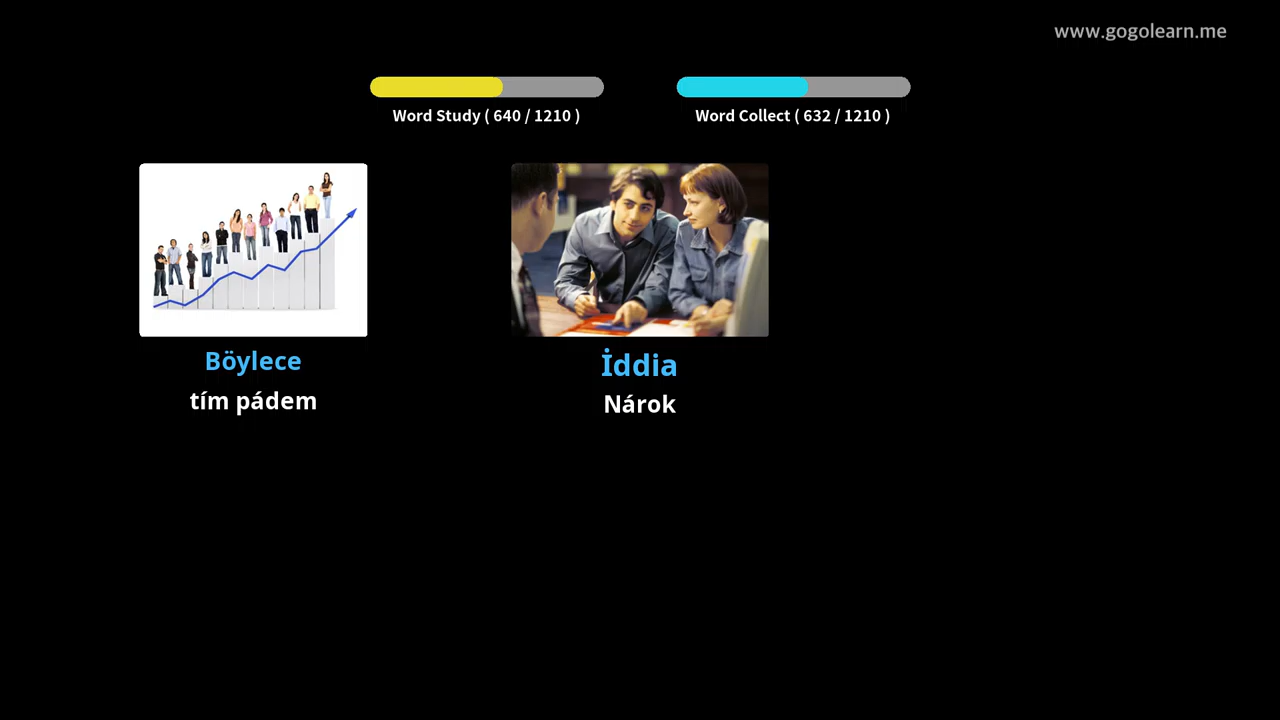 www.gogolearn.me
Word Study ( 640 / 1210 )
Word Collect ( 632 / 1210 )
Böylece
tím pádem
İddia
Nárok